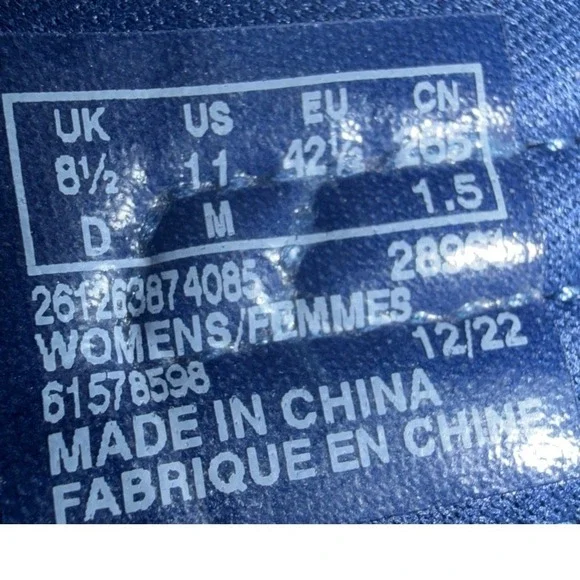 UK US EU CN
8½ 11 42½ 255
D M 1.5
261263874085
WOMENS/FEMMES 12/22
61578598
MADE IN CHINA
FABRIQUE EN CHINE